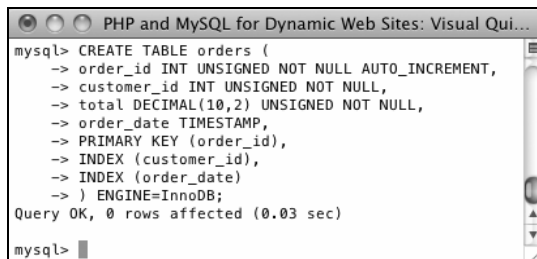 PHP and MySQL for Dynamic Web Sites: Visual Qui...
mysql> CREATE TABLE orders (
    -> order_id INT UNSIGNED NOT NULL AUTO_INCREMENT,
    -> customer_id INT UNSIGNED NOT NULL,
    -> total DECIMAL(10,2) UNSIGNED NOT NULL,
    -> order_date TIMESTAMP,
    -> PRIMARY KEY (order_id),
    -> INDEX (customer_id),
    -> INDEX (order_date)
    -> ) ENGINE=InnoDB;
Query OK, 0 rows affected (0.03 sec)
mysql>